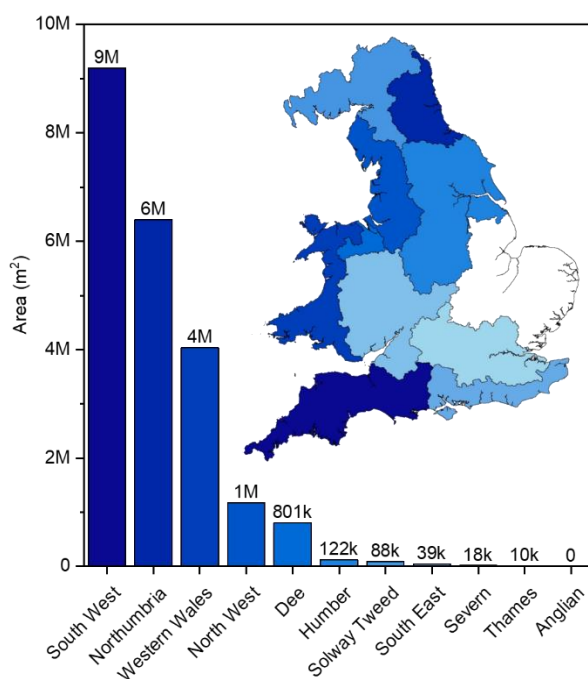 10M
8M
6M
4M
2M
0
Area (m²)
9M
6M
4M
1M
801k
122k
88k
39k
18k
10k
0
South West
Northumbria
Western Wales
North West
Dee
Humber
Solway Tweed
South East
Severn
Thames
Anglian